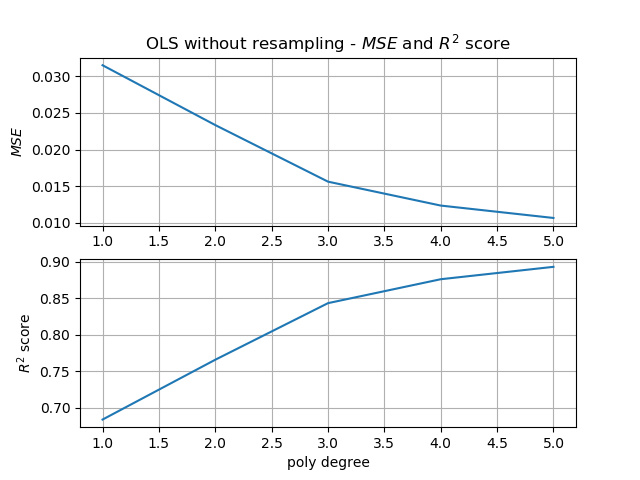 OLS without resampling - MSE and R² score
0.030
0.025
0.020
0.015
0.010
MSE
1.0 1.5 2.0 2.5 3.0 3.5 4.0 4.5 5.0
0.90
0.85
0.80
0.75
0.70
R² score
1.0 1.5 2.0 2.5 3.0 3.5 4.0 4.5 5.0
poly degree